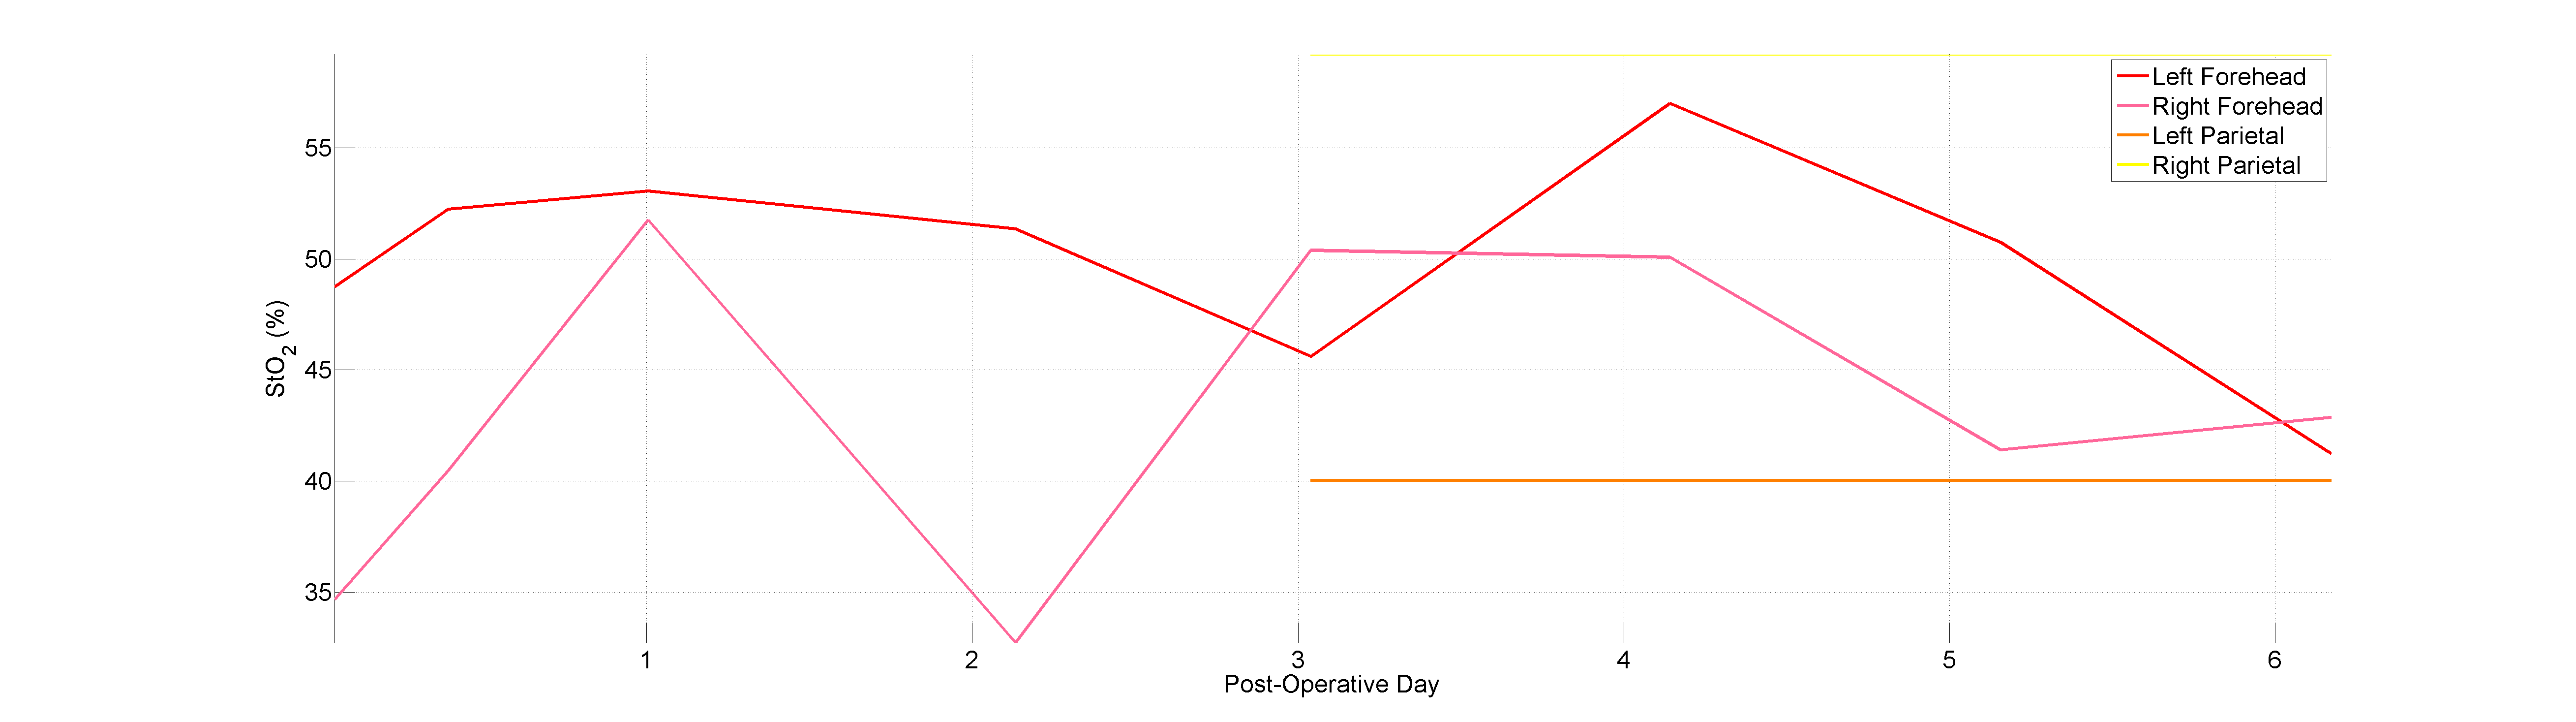 Left Forehead
Right Forehead
Left Parietal
Right Parietal
55
50
45
40
35
StO2 (%)
1 2 3 4 5 6
Post-Operative Day